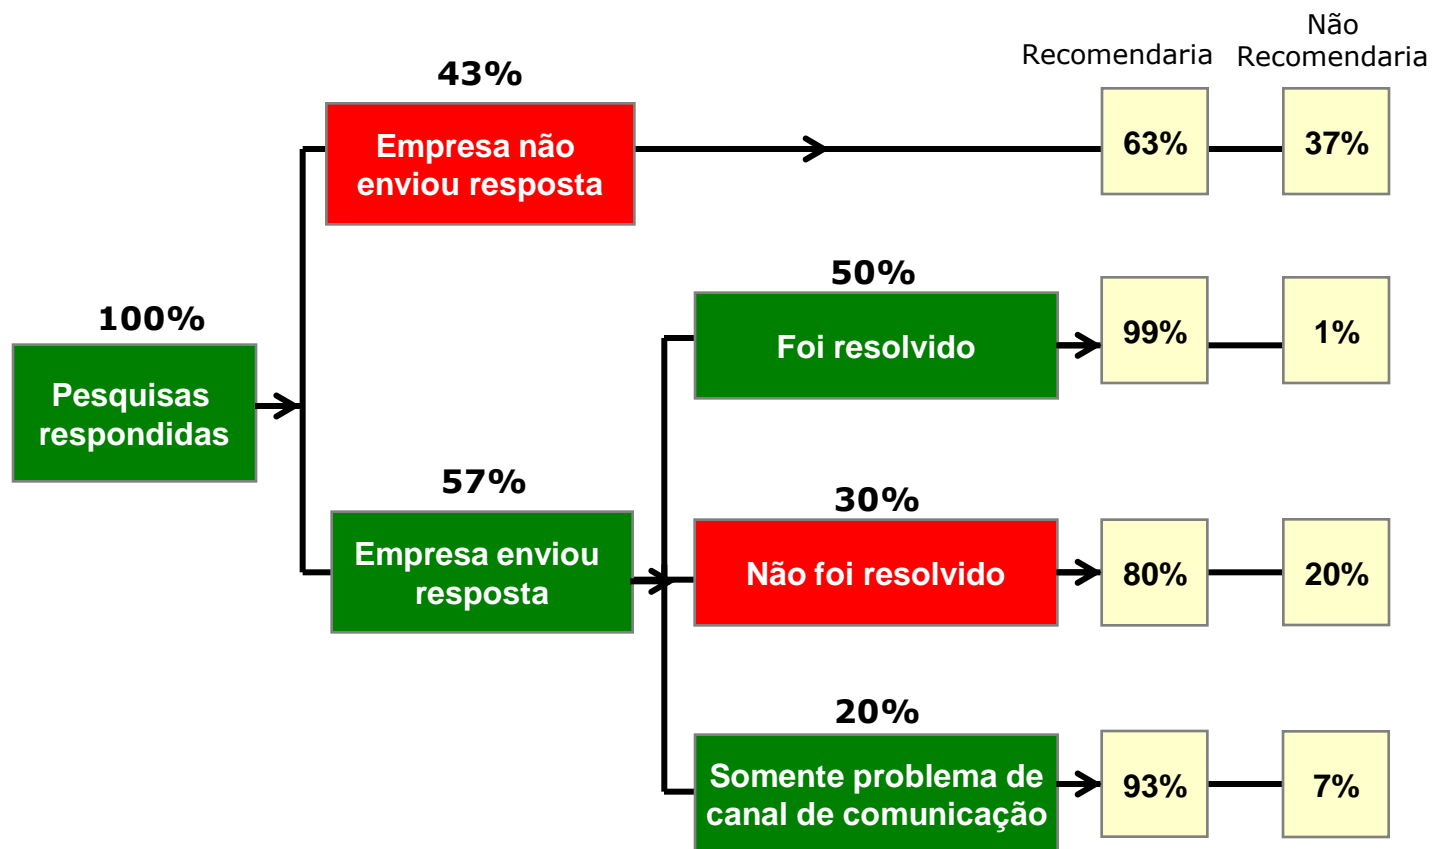 Recomendaria
Não
Recomendaria
43%
Empresa não
enviou resposta
63%
37%
50%
Foi resolvido
99%
1%
100%
Pesquisas
respondidas
57%
Empresa enviou
resposta
30%
Não foi resolvido
80%
20%
20%
Somente problema de
canal de comunicação
93%
7%